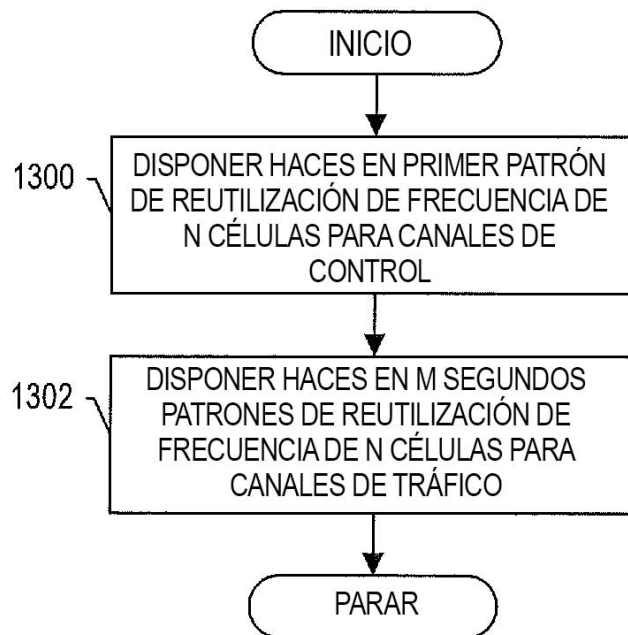 INICIO
1300
DISPONER HACES EN PRIMER PATRÓN
DE REUTILIZACIÓN DE FRECUENCIA DE
N CÉLULAS PARA CANALES DE
CONTROL
1302
DISPONER HACES EN M SEGUNDOS
PATRONES DE REUTILIZACIÓN DE
FRECUENCIA DE N CÉLULAS PARA
CANALES DE TRÁFICO
PARAR